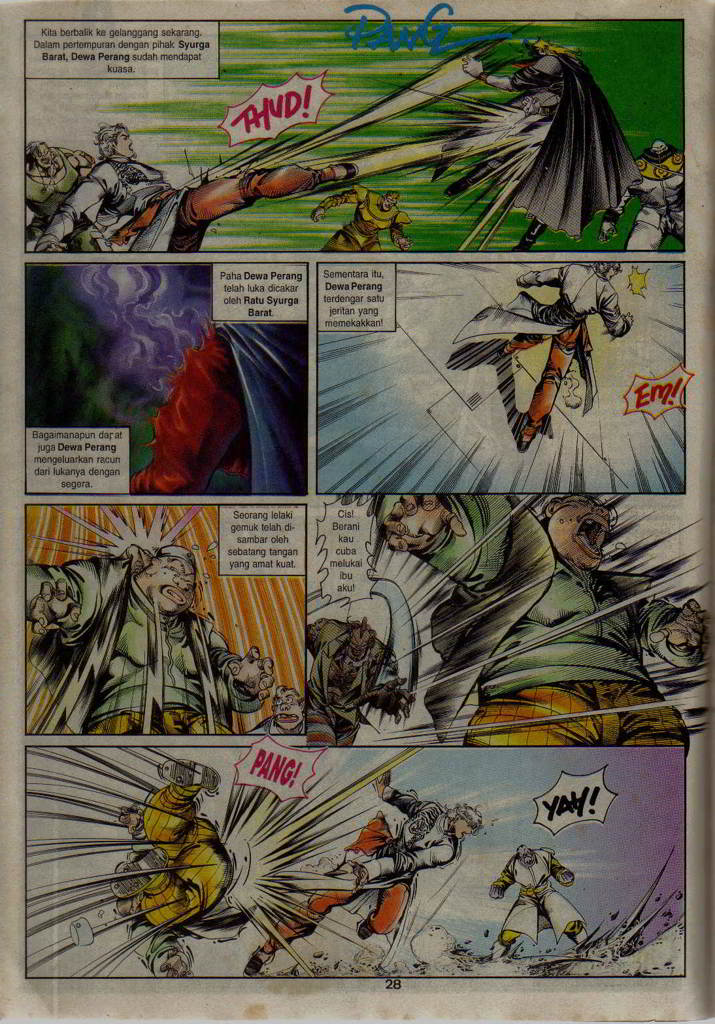 PANG
Kita berbalik ke gelanggang sekarang.
Dalam pertempuran dengan pihak Syurga
Barat, Dewa Perang sudah mendapat
kuasa.
THUD!
Paha Dewa Perang
telah luka dicakar
oleh Ratu Syurga
Barat.
Bagaimanapun dapat
juga Dewa Perang
mengeluarkan racun
dari lukanya dengan
segera.
Sementara itu,
Dewa Perang
terdengar satu
jeritan yang
memekakkan!
EM!
Seorang lelaki
gemuk telah di-
sambar oleh
sebatang tangan
yang amat kuat.
Cis!
Berani
kau
cuba
melukai
ibu
aku!
PANG!
YAH!
28